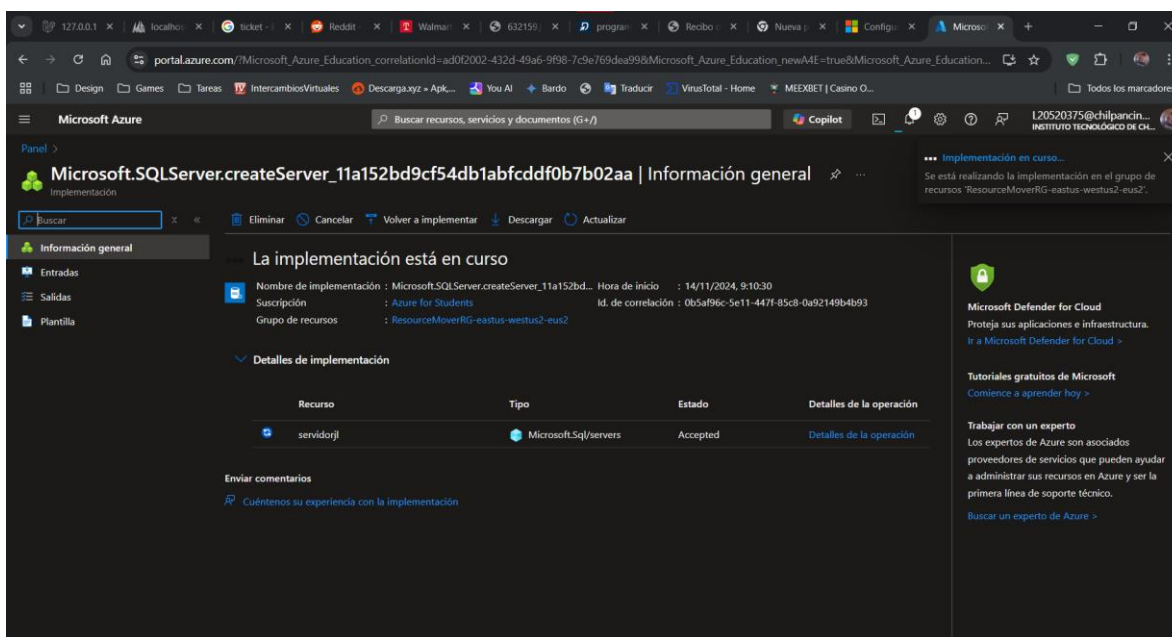 127.0.0.1
localhos
ticket - i
Reddit -
Walmar
632159.j
program
Recibo c
Nueva p
Configu
Microso
portal.azure.com/?Microsoft_Azure_Education_correlationId=ad0f2002-432d-49a6-9f98-7c9e769dea99&Microsoft_Azure_Education_newA4E=true&Microsoft_Azure_Education...
Design
Games
Tareas
IntercambiosVirtuales
Descarga.xyz » Apk,...
You AI
Bardo
Traducir
VirusTotal - Home
MEEXBET | Casino O...
Todos los marcadores
Microsoft Azure
Buscar recursos, servicios y documentos (G+/)
Copilot
1
L20520375@chilpancin...
INSTITUTO TECNOLÓGICO DE CH...
Panel >
Microsoft.SQLServer.createServer_11a152bd9cf54db1abfcddf0b7b02aa | Información general
Implementación
Implementación en curso...
Se está realizando la implementación en el grupo de
recursos 'ResourceMoverRG-eastus-westus2-eus2'.
Buscar
Eliminar
Cancelar
Volver a implementar
Descargar
Actualizar
Información general
Entradas
Salidas
Plantilla
La implementación está en curso
Nombre de implementación : Microsoft.SQLServer.createServer_11a152bd... Hora de inicio : 14/11/2024, 9:10:30
Suscripción : Azure for Students Id. de correlación : 0b5af96c-5e11-447f-85c8-0a92149b4b93
Grupo de recursos : ResourceMoverRG-eastus-westus2-eus2
Detalles de implementación
Recurso Tipo Estado Detalles de la operación
servidorjl Microsoft.Sql/servers Accepted Detalles de la operación
Enviar comentarios
Cuéntenos su experiencia con la implementación
Microsoft Defender for Cloud
Proteja sus aplicaciones e infraestructura.
Ir a Microsoft Defender for Cloud >
Tutoriales gratuitos de Microsoft
Comience a aprender hoy >
Trabajar con un experto
Los expertos de Azure son asociados
proveedores de servicios que pueden ayudar
a administrar sus recursos en Azure y ser la
primera línea de soporte técnico.
Buscar un experto de Azure >